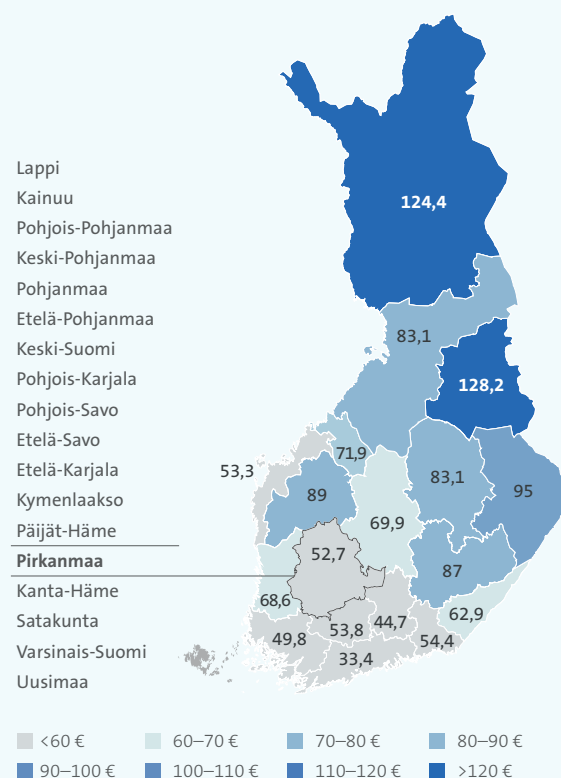 Lappi
Kainuu
Pohjois-Pohjanmaa
Keski-Pohjanmaa
Pohjanmaa
Etelä-Pohjanmaa
Keski-Suomi
Pohjois-Karjala
Pohjois-Savo
Etelä-Savo
Etelä-Karjala
Kymenlaakso
Päijät-Häme
Pirkanmaa
Kanta-Häme
Satakunta
Varsinais-Suomi
Uusimaa
124,4
83,1
128,2
71,9
53,3
83,1
89
95
69,9
52,7
87
68,6
62,9
44,7
53,8
49,8
54,4
33,4
<60 € 60–70 € 70–80 € 80–90 €
90–100 € 100–110 € 110–120 € >120 €